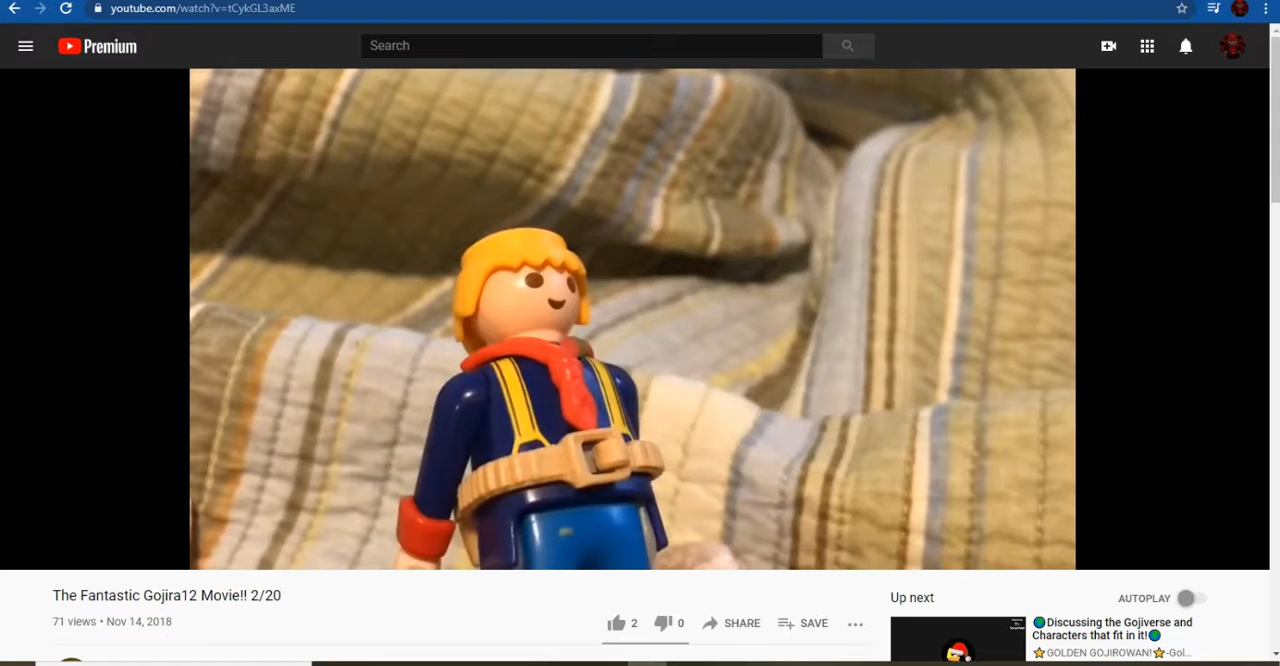 youtube.com/watch?v=tCykGL3axME
Premium
Search
The Fantastic Gojira12 Movie!! 2/20
71 views • Nov 14, 2018
2
0
SHARE
SAVE
Up next
AUTOPLAY
🌎Discussing the Gojiverse and
Characters that fit in it!🌎
⭐GOLDEN GOJIROWAN!⭐-Gol...